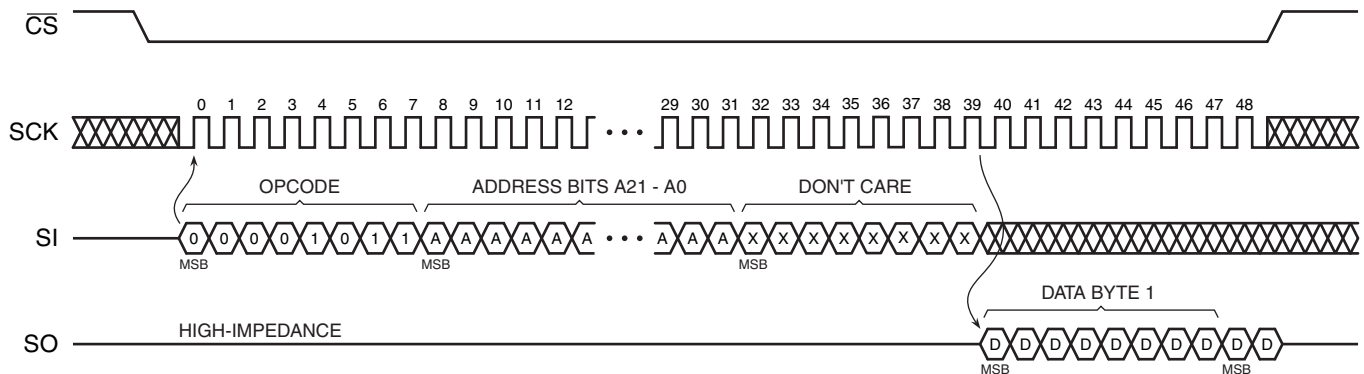 CS
0 1 2 3 4 5 6 7 8 9 10 11 12 29 30 31 32 33 34 35 36 37 38 39 40 41 42 43 44 45 46 47 48
SCK
OPCODE ADDRESS BITS A21 - A0 DON'T CARE
SI 0 0 0 0 1 0 1 1 A A A A A A A A A X X X X X X X X
MSB MSB MSB
DATA BYTE 1
HIGH-IMPEDANCE
SO D D D D D D D D D D
MSB MSB